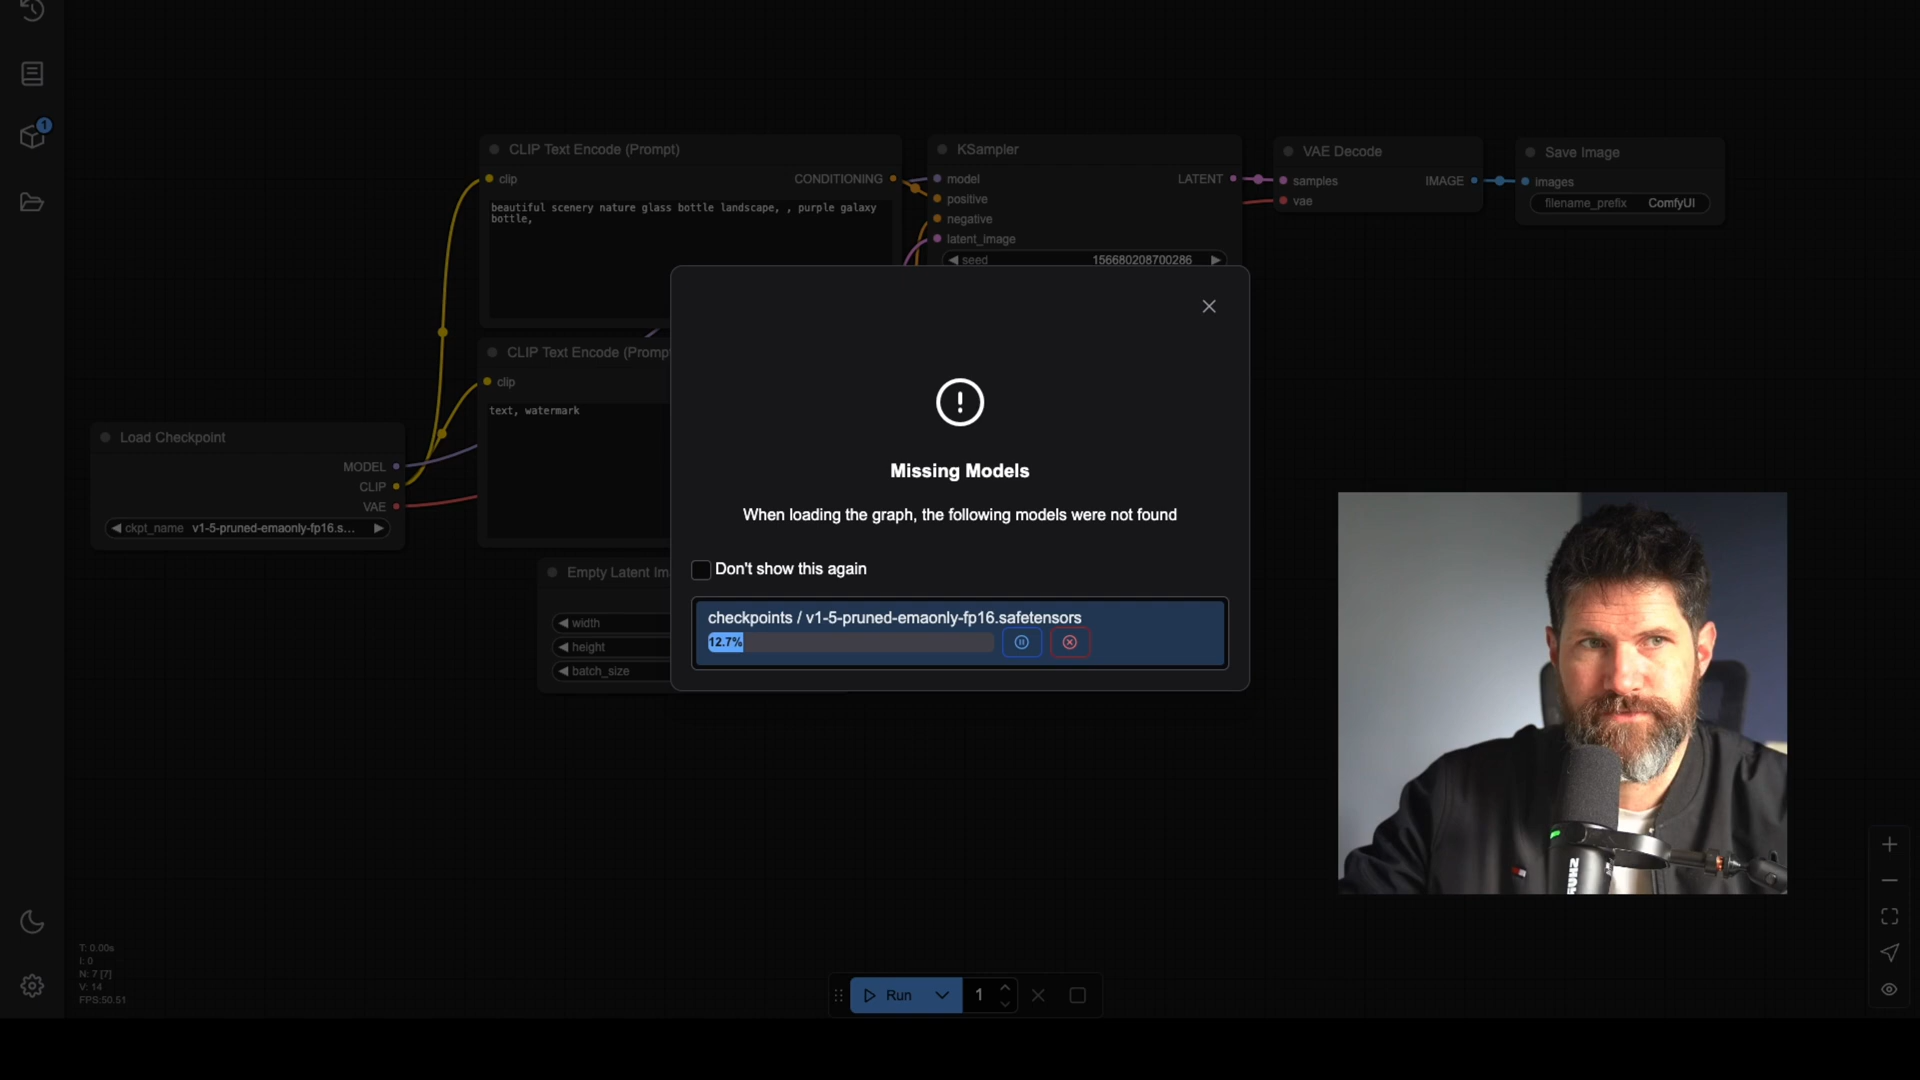 1
CLIP Text Encode (Prompt)
clip
CONDITIONING
beautiful scenery nature glass bottle landscape, , purple galaxy
bottle,
KSampler
model
LATENT
positive
negative
latent_image
seed
156680208700286
VAE Decode
samples
IMAGE
vae
Save Image
images
filename_prefix
ComfyUI
CLIP Text Encode (Prompt
clip
text, watermark
Load Checkpoint
MODEL
CLIP
VAE
ckpt_name
v1-5-pruned-emaonly-fp16.s...
Empty Latent Im
width
height
batch_size
Missing Models
When loading the graph, the following models were not found
Don't show this again
checkpoints / v1-5-pruned-emaonly-fp16.safetensors
12.7%
T: 0.00s
I: 0
N: 7 [7]
V: 14
FPS:50.51
Run
1